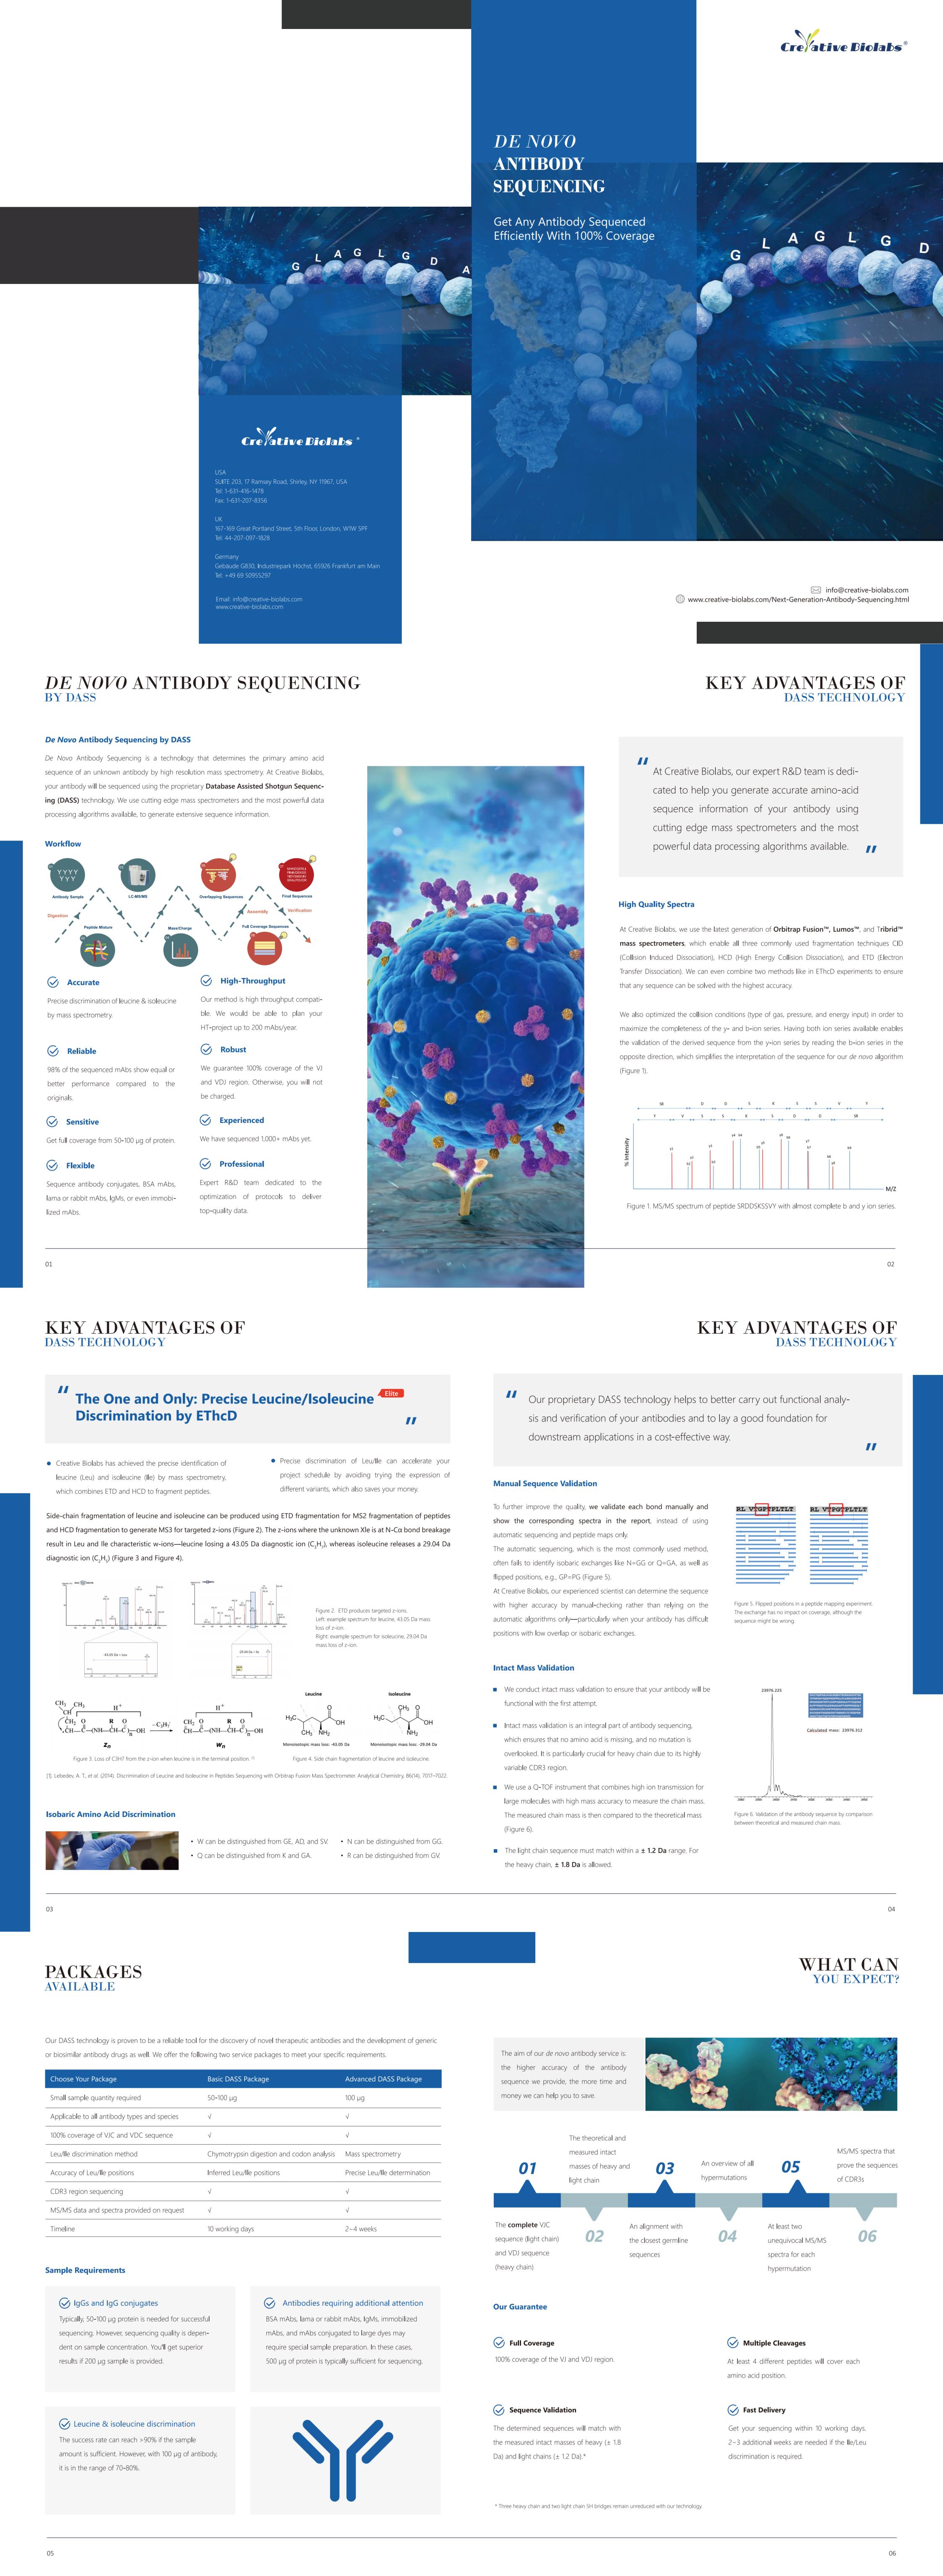 Creative Biolabs®
DE NOVO
ANTIBODY
SEQUENCING
Get Any Antibody Sequenced
Efficiently With 100% Coverage
G L A G L G D
G L A G L G D A
Creative Biolabs®
USA
SUITE 203, 17 Ramsey Road, Shirley, NY 11967, USA
Tel: 1-631-416-1478
Fax: 1-631-207-8356
UK
167-169 Great Portland Street, 5th Floor, London, W1W 5PF
Tel: 44-207-097-1828
Germany
Gebäude G830, Industriepark Höchst, 65926 Frankfurt am Main
Tel: +49 69 50955297
Email: info@creative-biolabs.com
www.creative-biolabs.com
info@creative-biolabs.com
www.creative-biolabs.com/Next-Generation-Antibody-Sequencing.html
DE NOVO ANTIBODY SEQUENCING
BY DASS
De Novo Antibody Sequencing by DASS
De Novo Antibody Sequencing is a technology that determines the primary amino acid
sequence of an unknown antibody by high resolution mass spectrometry. At Creative Biolabs,
your antibody will be sequenced using the proprietary Database Assisted Shotgun Sequenc-
ing (DASS) technology. We use cutting edge mass spectrometers and the most powerful data
processing algorithms available, to generate extensive sequence information.
Workflow
Antibody Sample
LC-MS/MS
Overlapping Sequences
Final Sequences
Digestion
Assembly
Verification
Peptide Mixture
Mass/Charge
Full Coverage Sequences
Accurate
Precise discrimination of leucine & isoleucine
by mass spectrometry.
High-Throughput
Our method is high throughput compati-
ble. We would be able to plan your
HT-project up to 200 mAbs/year.
Reliable
98% of the sequenced mAbs show equal or
better performance compared to the
originals.
Robust
We guarantee 100% coverage of the VJ
and VDJ region. Otherwise, you will not
be charged.
Sensitive
Get full coverage from 50-100 μg of protein.
Experienced
We have sequenced 1,000+ mAbs yet.
Flexible
Sequence antibody conjugates, BSA mAbs,
lama or rabbit mAbs, IgMs, or even immobi-
lized mAbs.
Professional
Expert R&D team dedicated to the
optimization of protocols to deliver
top-quality data.
01
KEY ADVANTAGES OF
DASS TECHNOLOGY
" At Creative Biolabs, our expert R&D team is dedi-
cated to help you generate accurate amino-acid
sequence information of your antibody using
cutting edge mass spectrometers and the most
powerful data processing algorithms available. "
High Quality Spectra
At Creative Biolabs, we use the latest generation of Orbitrap Fusion™, Lumos™, and Tribrid™
mass spectrometers, which enable all three commonly used fragmentation techniques CID
(Collision Induced Dissociation), HCD (High Energy Collision Dissociation), and ETD (Electron
Transfer Dissociation). We can even combine two methods like in EThcD experiments to ensure
that any sequence can be solved with the highest accuracy.
We also optimized the collision conditions (type of gas, pressure, and energy input) in order to
maximize the completeness of the y- and b-ion series. Having both ion series available enables
the validation of the derived sequence from the y-ion series by reading the b-ion series in the
opposite direction, which simplifies the interpretation of the sequence for our de novo algorithm
(Figure 1).
% Intensity
M/Z
Figure 1. MS/MS spectrum of peptide SRDDSKSSVY with almost complete b and y ion series.
02
KEY ADVANTAGES OF
DASS TECHNOLOGY
" The One and Only: Precise Leucine/Isoleucine Elite
Discrimination by EThcD "
Creative Biolabs has achieved the precise identification of
leucine (Leu) and isoleucine (Ile) by mass spectrometry,
which combines ETD and HCD to fragment peptides.
Precise discrimination of Leu/Ile can accelerate your
project schedule by avoiding trying the expression of
different variants, which also saves your money.
Side-chain fragmentation of leucine and isoleucine can be produced using ETD fragmentation for MS2 fragmentation of peptides
and HCD fragmentation to generate MS3 for targeted z-ions (Figure 2). The z-ions where the unknown Xle is at N-Cα bond breakage
result in Leu and Ile characteristic w-ions—leucine losing a 43.05 Da diagnostic ion (C3H7), whereas isoleucine releases a 29.04 Da
diagnostic ion (C2H5) (Figure 3 and Figure 4).
Figure 2. ETD produces targeted z-ions.
Left: example spectrum for leucine, 43.05 Da mass
loss of z-ion.
Right: example spectrum for isoleucine, 29.04 Da
mass loss of z-ion.
Leucine
Isoleucine
Monoisotopic mass loss: -43.05 Da
Monoisotopic mass loss: -29.04 Da
Figure 3. Loss of C3H7 from the z-ion when leucine is in the terminal position. [1]
Figure 4. Side chain fragmentation of leucine and isoleucine.
[1]. Lebedev, A. T., et al. (2014). Discrimination of Leucine and Isoleucine in Peptides Sequencing with Orbitrap Fusion Mass Spectrometer. Analytical Chemistry, 86(14), 7017-7022.
Isobaric Amino Acid Discrimination
• W can be distinguished from GE, AD, and SV.
• N can be distinguished from GG.
• Q can be distinguished from K and GA.
• R can be distinguished from GV.
03
KEY ADVANTAGES OF
DASS TECHNOLOGY
" Our proprietary DASS technology helps to better carry out functional analy-
sis and verification of your antibodies and to lay a good foundation for
downstream applications in a cost-effective way. "
Manual Sequence Validation
To further improve the quality, we validate each bond manually and
show the corresponding spectra in the report, instead of using
automatic sequencing and peptide maps only.
The automatic sequencing, which is the most commonly used method,
often fails to identify isobaric exchanges like N=GG or Q=GA, as well as
flipped positions, e.g., GP=PG (Figure 5).
At Creative Biolabs, our experienced scientist can determine the sequence
with higher accuracy by manual-checking rather than relying on the
automatic algorithms only—particularly when your antibody has difficult
positions with low overlap or isobaric exchanges.
RL VTGPTPLTLT
RL VTPGTPLTLT
Figure 5. Flipped positions in a peptide mapping experiment.
The exchange has no impact on coverage, although the
sequence might be wrong.
Intact Mass Validation
We conduct intact mass validation to ensure that your antibody will be
functional with the first attempt.
Intact mass validation is an integral part of antibody sequencing,
which ensures that no amino acid is missing, and no mutation is
overlooked. It is particularly crucial for heavy chain due to its highly
variable CDR3 region.
We use a Q-TOF instrument that combines high ion transmission for
large molecules with high mass accuracy to measure the chain mass.
The measured chain mass is then compared to the theoretical mass
(Figure 6).
The light chain sequence must match within a ± 1.2 Da range. For
the heavy chain, ± 1.8 Da is allowed.
23976.225
Calculated mass: 23976.312
Figure 6. Validation of the antibody sequence by comparison
between theoretical and measured chain mass.
04
PACKAGES
AVAILABLE
Our DASS technology is proven to be a reliable tool for the discovery of novel therapeutic antibodies and the development of generic
or biosimilar antibody drugs as well. We offer the following two service packages to meet your specific requirements.
Choose Your Package Basic DASS Package Advanced DASS Package
Small sample quantity required 50-100 μg 100 μg
Applicable to all antibody types and species √ √
100% coverage of VJC and VDC sequence √ √
Leu/Ile discrimination method Chymotrypsin digestion and codon analysis Mass spectrometry
Accuracy of Leu/Ile positions Inferred Leu/Ile positions Precise Leu/Ile determination
CDR3 region sequencing √ √
MS/MS data and spectra provided on request √ √
Timeline 10 working days 2~4 weeks
Sample Requirements
IgGs and IgG conjugates
Typically, 50-100 μg protein is needed for successful
sequencing. However, sequencing quality is depen-
dent on sample concentration. You'll get superior
results if 200 μg sample is provided.
Antibodies requiring additional attention
BSA mAbs, lama or rabbit mAbs, IgMs, immobilized
mAbs, and mAbs conjugated to large dyes may
require special sample preparation. In these cases,
500 μg of protein is typically sufficient for sequencing.
Leucine & isoleucine discrimination
The success rate can reach >90% if the sample
amount is sufficient. However, with 100 μg of antibody,
it is in the range of 70-80%.
05
WHAT CAN
YOU EXPECT?
The aim of our de novo antibody service is:
the higher accuracy of the antibody
sequence we provide, the more time and
money we can help you to save.
01
The complete VJC
sequence (light chain)
and VDJ sequence
(heavy chain)
The theoretical and
measured intact
masses of heavy and
light chain
02
03
An alignment with
the closest germline
sequences
An overview of all
hypermutations
04
05
At least two
unequivocal MS/MS
spectra for each
hypermutation
MS/MS spectra that
prove the sequences
of CDR3s
06
Our Guarantee
Full Coverage
100% coverage of the VJ and VDJ region.
Multiple Cleavages
At least 4 different peptides will cover each
amino acid position.
Sequence Validation
The determined sequences will match with
the measured intact masses of heavy (± 1.8
Da) and light chains (± 1.2 Da).*
Fast Delivery
Get your sequencing within 10 working days.
2~3 additional weeks are needed if the Ile/Leu
discrimination is required.
* Three heavy chain and two light chain SH bridges remain unreduced with our technology.
06